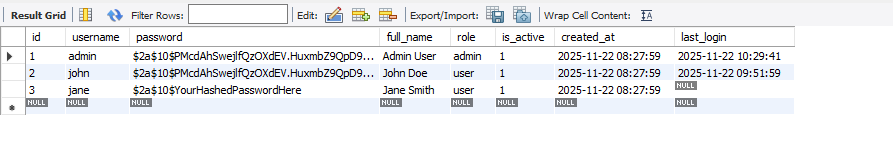 Result Grid Filter Rows: Edit: Export/Import: Wrap Cell Content: IA
id username password full_name role is_active created_at last_login
1 admin $2a$10$PMcdAhSwejlfQzOXdEV.HuxmbZ9QpD9... Admin User admin 1 2025-11-22 08:27:59 2025-11-22 10:29:41
2 john $2a$10$PMcdAhSwejlfQzOXdEV.HuxmbZ9QpD9... John Doe user 1 2025-11-22 08:27:59 2025-11-22 09:51:59
3 jane $2a$10$YourHashedPasswordHere Jane Smith user 1 2025-11-22 08:27:59 NULL
NULL NULL NULL NULL NULL NULL NULL NULL